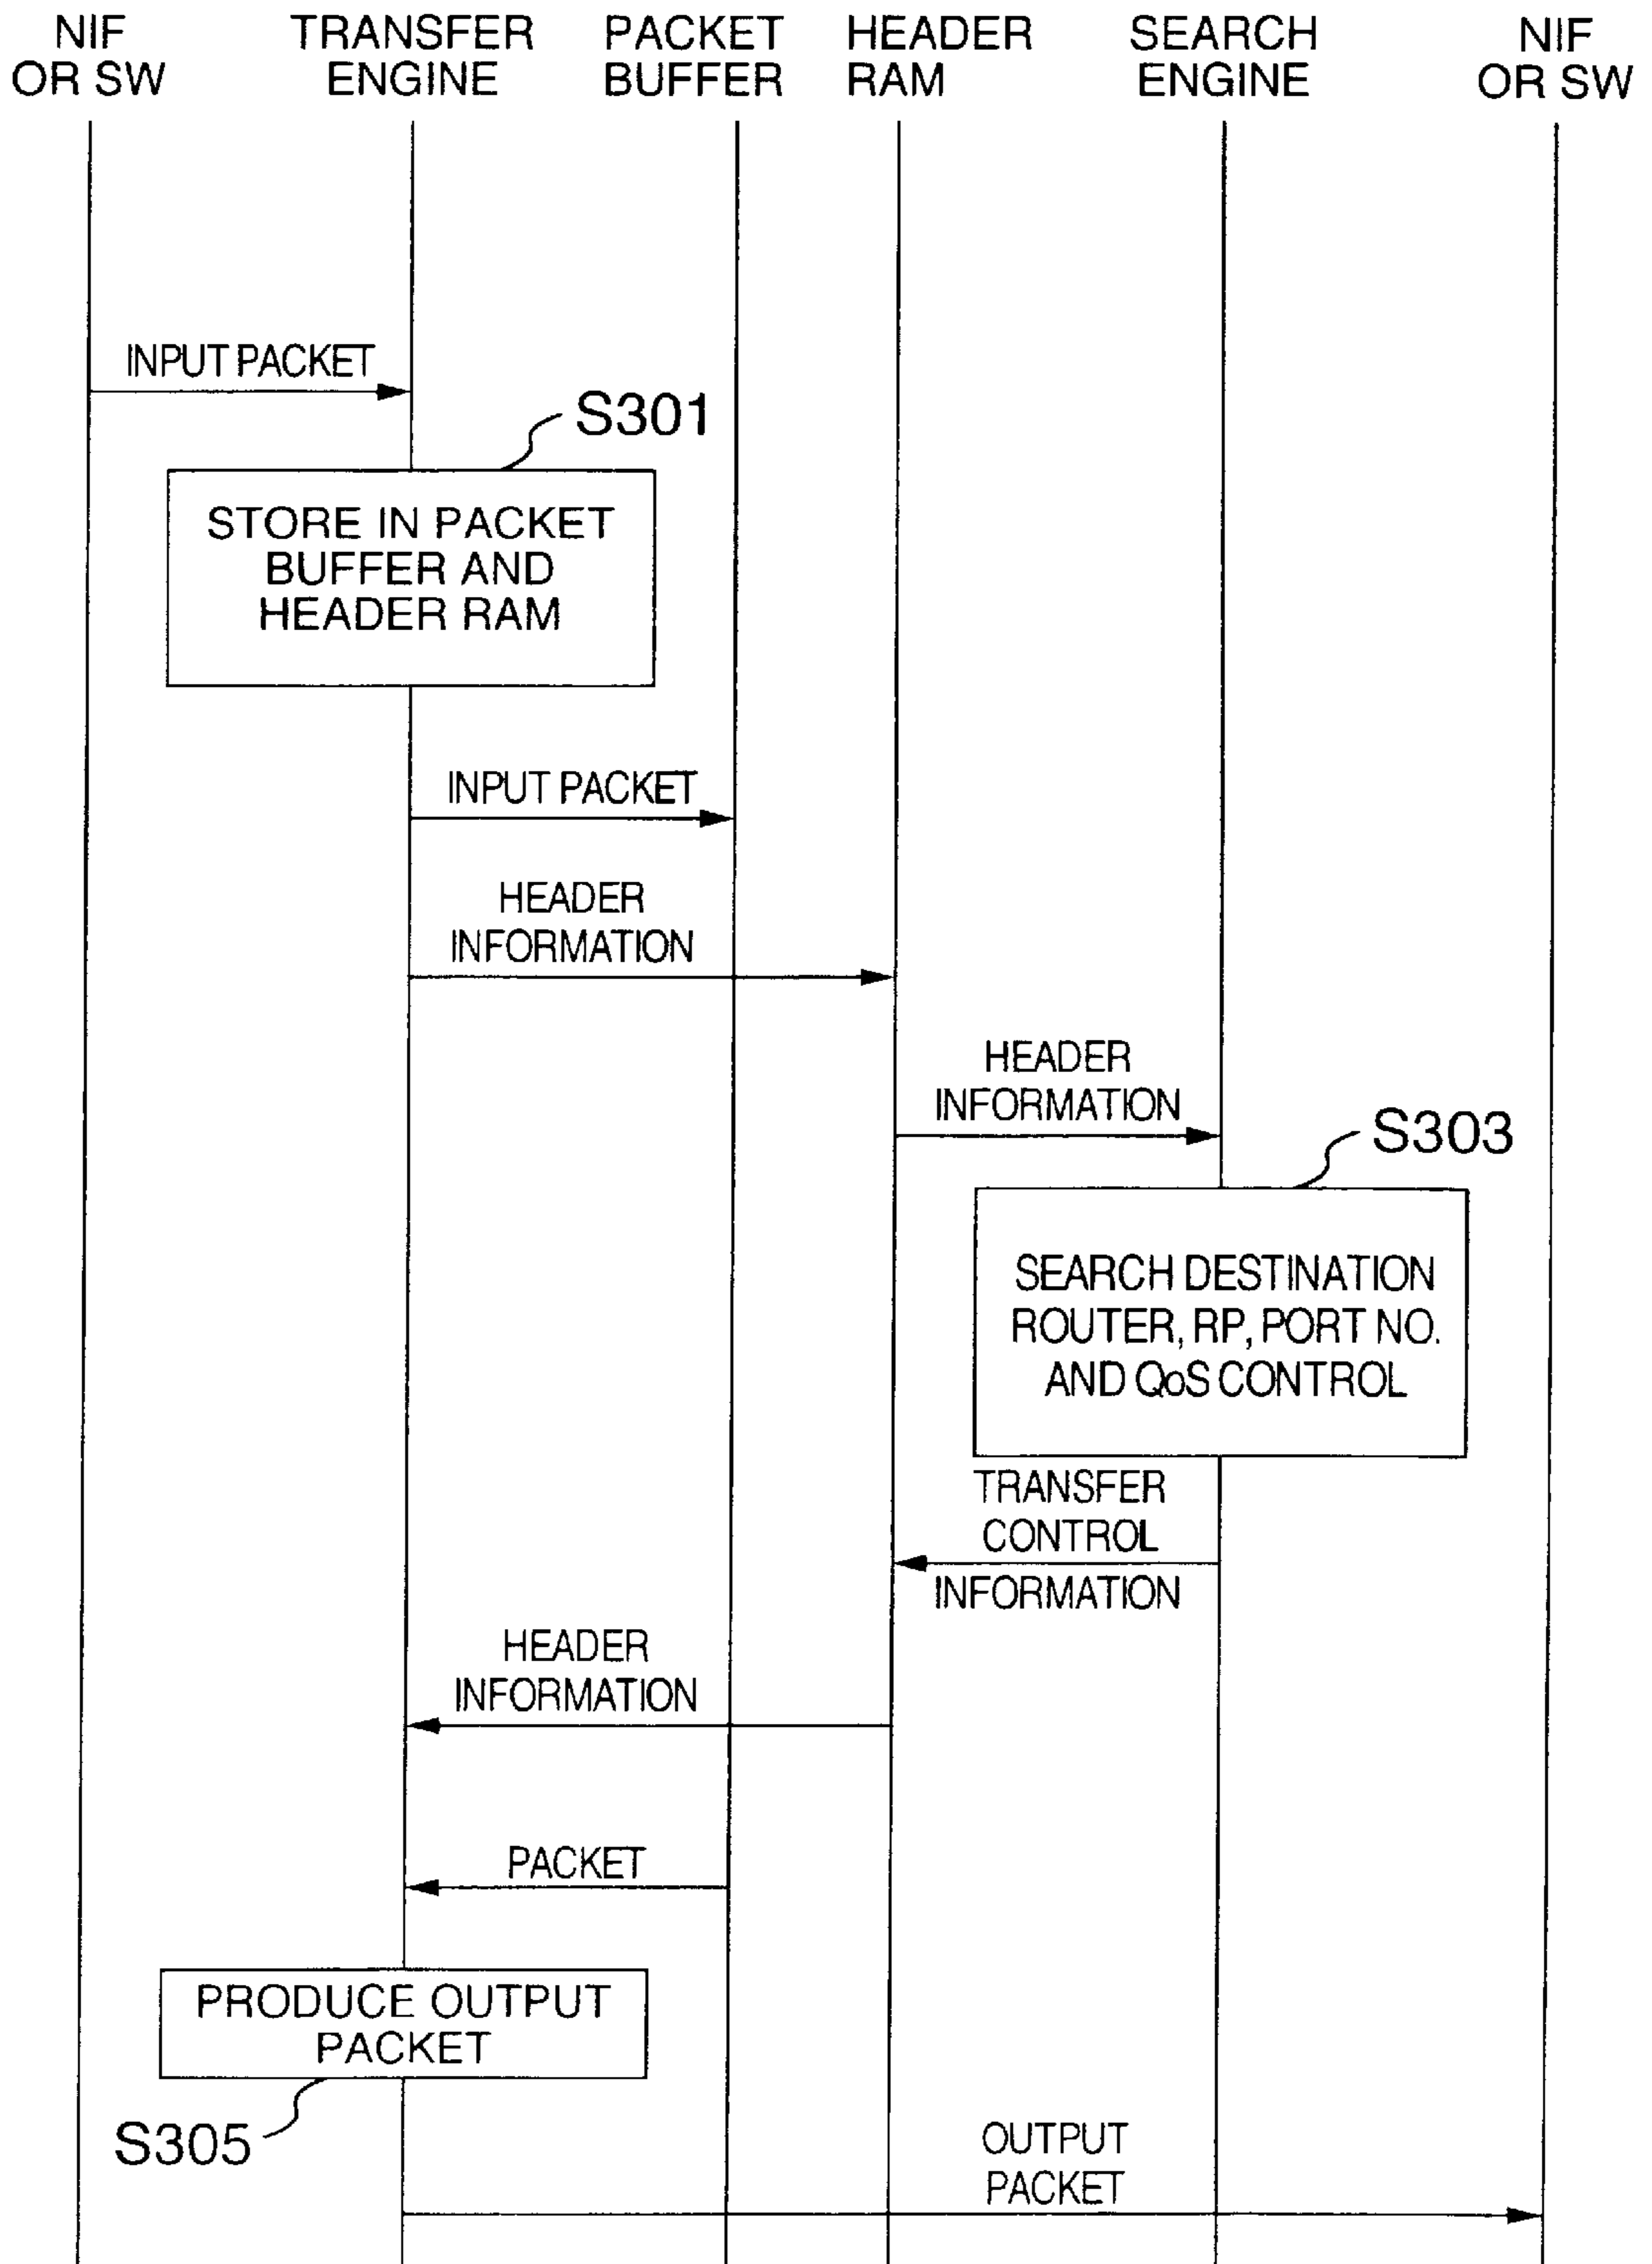 NIF
OR SW
TRANSFER
ENGINE
PACKET
BUFFER
HEADER
RAM
SEARCH
ENGINE
NIF
OR SW
INPUT PACKET
S301
STORE IN PACKET
BUFFER AND
HEADER RAM
INPUT PACKET
HEADER
INFORMATION
HEADER
INFORMATION
S303
SEARCH DESTINATION
ROUTER, RP, PORT NO.
AND QoS CONTROL
TRANSFER
CONTROL
INFORMATION
HEADER
INFORMATION
PACKET
PRODUCE OUTPUT
PACKET
S305
OUTPUT
PACKET